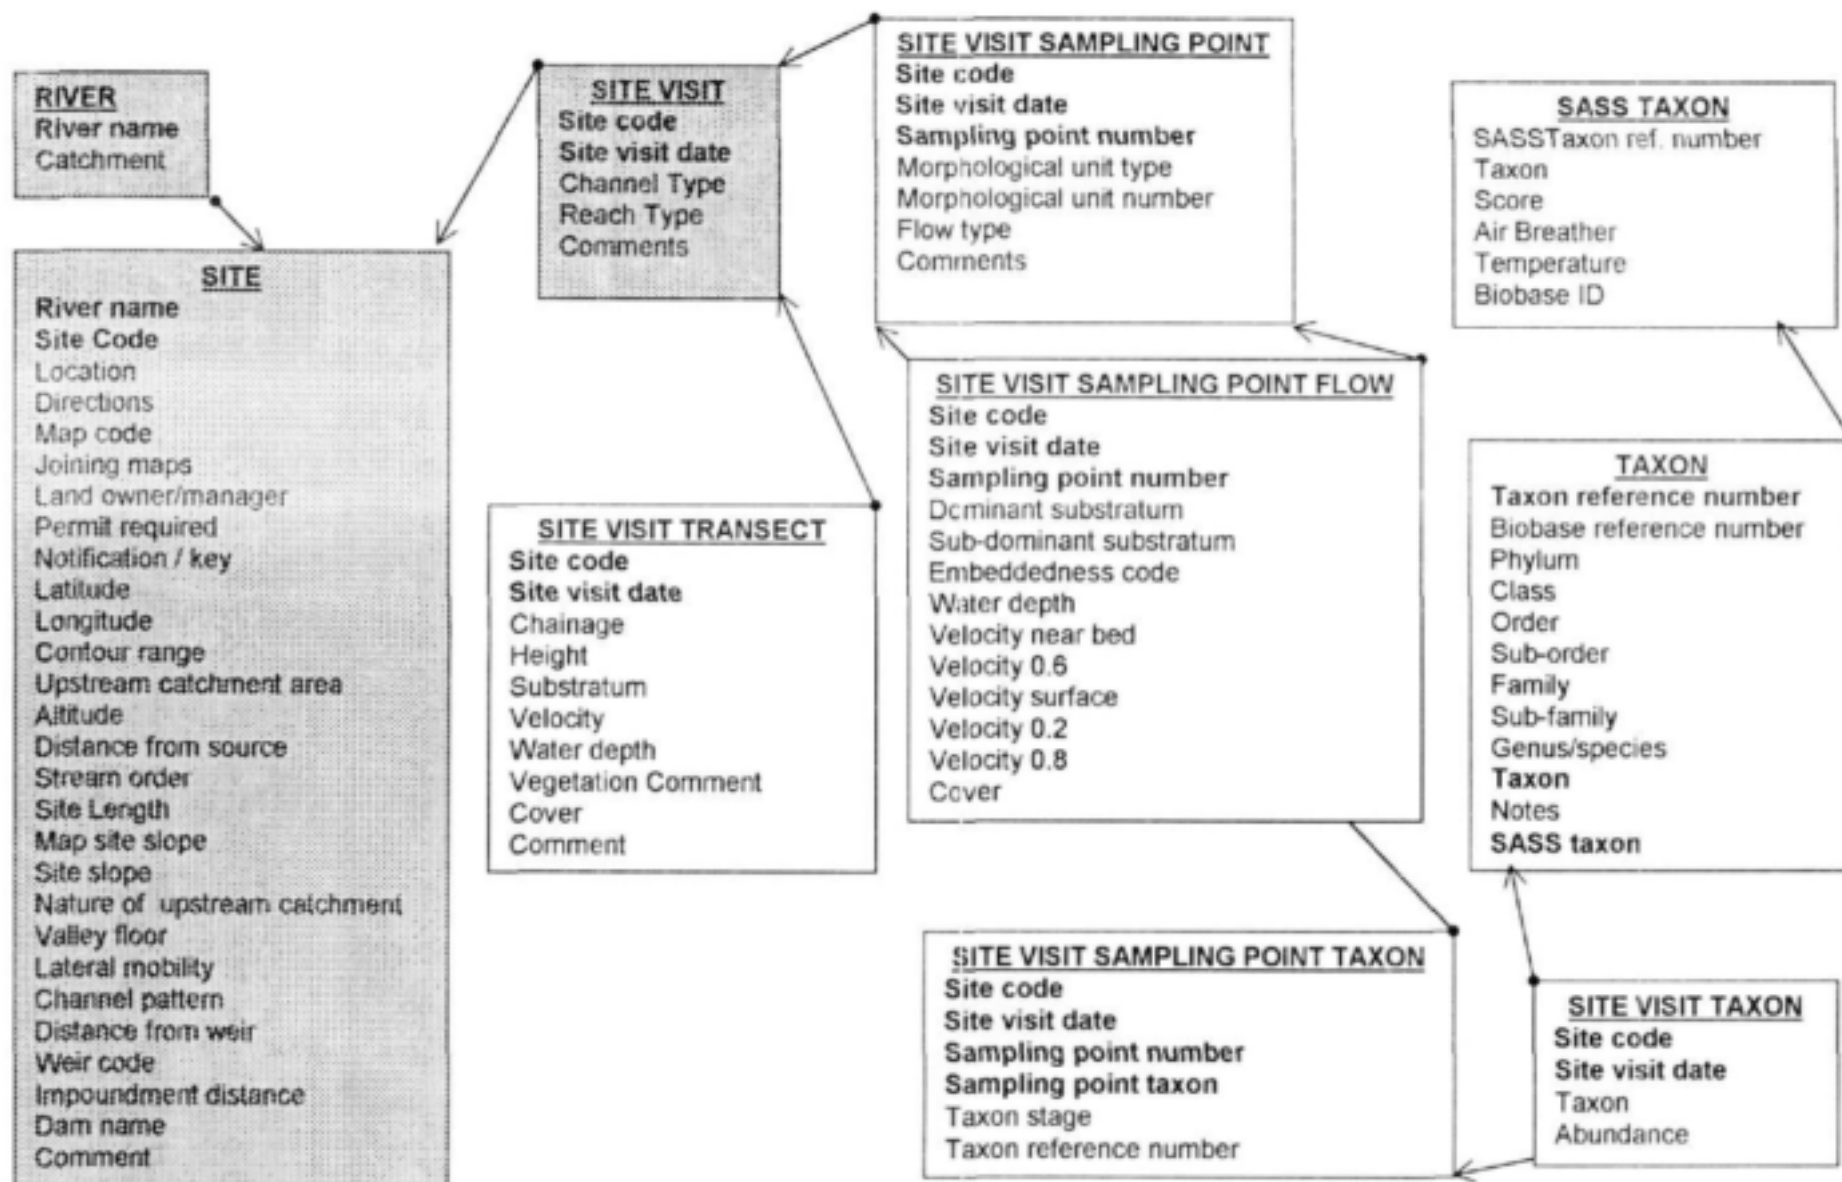 RIVER
River name
Catchment
SITE
River name
Site Code
Location
Directions
Map code
Joining maps
Land owner/manager
Permit required
Notification / key
Latitude
Longitude
Contour range
Upstream catchment area
Altitude
Distance from source
Stream order
Site Length
Map site slope
Site slope
Nature of upstream catchment
Valley floor
Lateral mobility
Channel pattern
Distance from weir
Weir code
Impoundment distance
Dam name
Comment
SITE VISIT
Site code
Site visit date
Channel Type
Reach Type
Comments
SITE VISIT TRANSECT
Site code
Site visit date
Chainage
Height
Substratum
Velocity
Water depth
Vegetation Comment
Cover
Comment
SITE VISIT SAMPLING POINT
Site code
Site visit date
Sampling point number
Morphological unit type
Morphological unit number
Flow type
Comments
SITE VISIT SAMPLING POINT FLOW
Site code
Site visit date
Sampling point number
Dominant substratum
Sub-dominant substratum
Embeddedness code
Water depth
Velocity near bed
Velocity 0.6
Velocity surface
Velocity 0.2
Velocity 0.8
Cover
SITE VISIT SAMPLING POINT TAXON
Site code
Site visit date
Sampling point number
Sampling point taxon
Taxon stage
Taxon reference number
SASS TAXON
SASSTaxon ref. number
Taxon
Score
Air Breather
Temperature
Biobase ID
TAXON
Taxon reference number
Biobase reference number
Phylum
Class
Order
Sub-order
Family
Sub-family
Genus/species
Taxon
Notes
SASS taxon
SITE VISIT TAXON
Site code
Site visit date
Taxon
Abundance